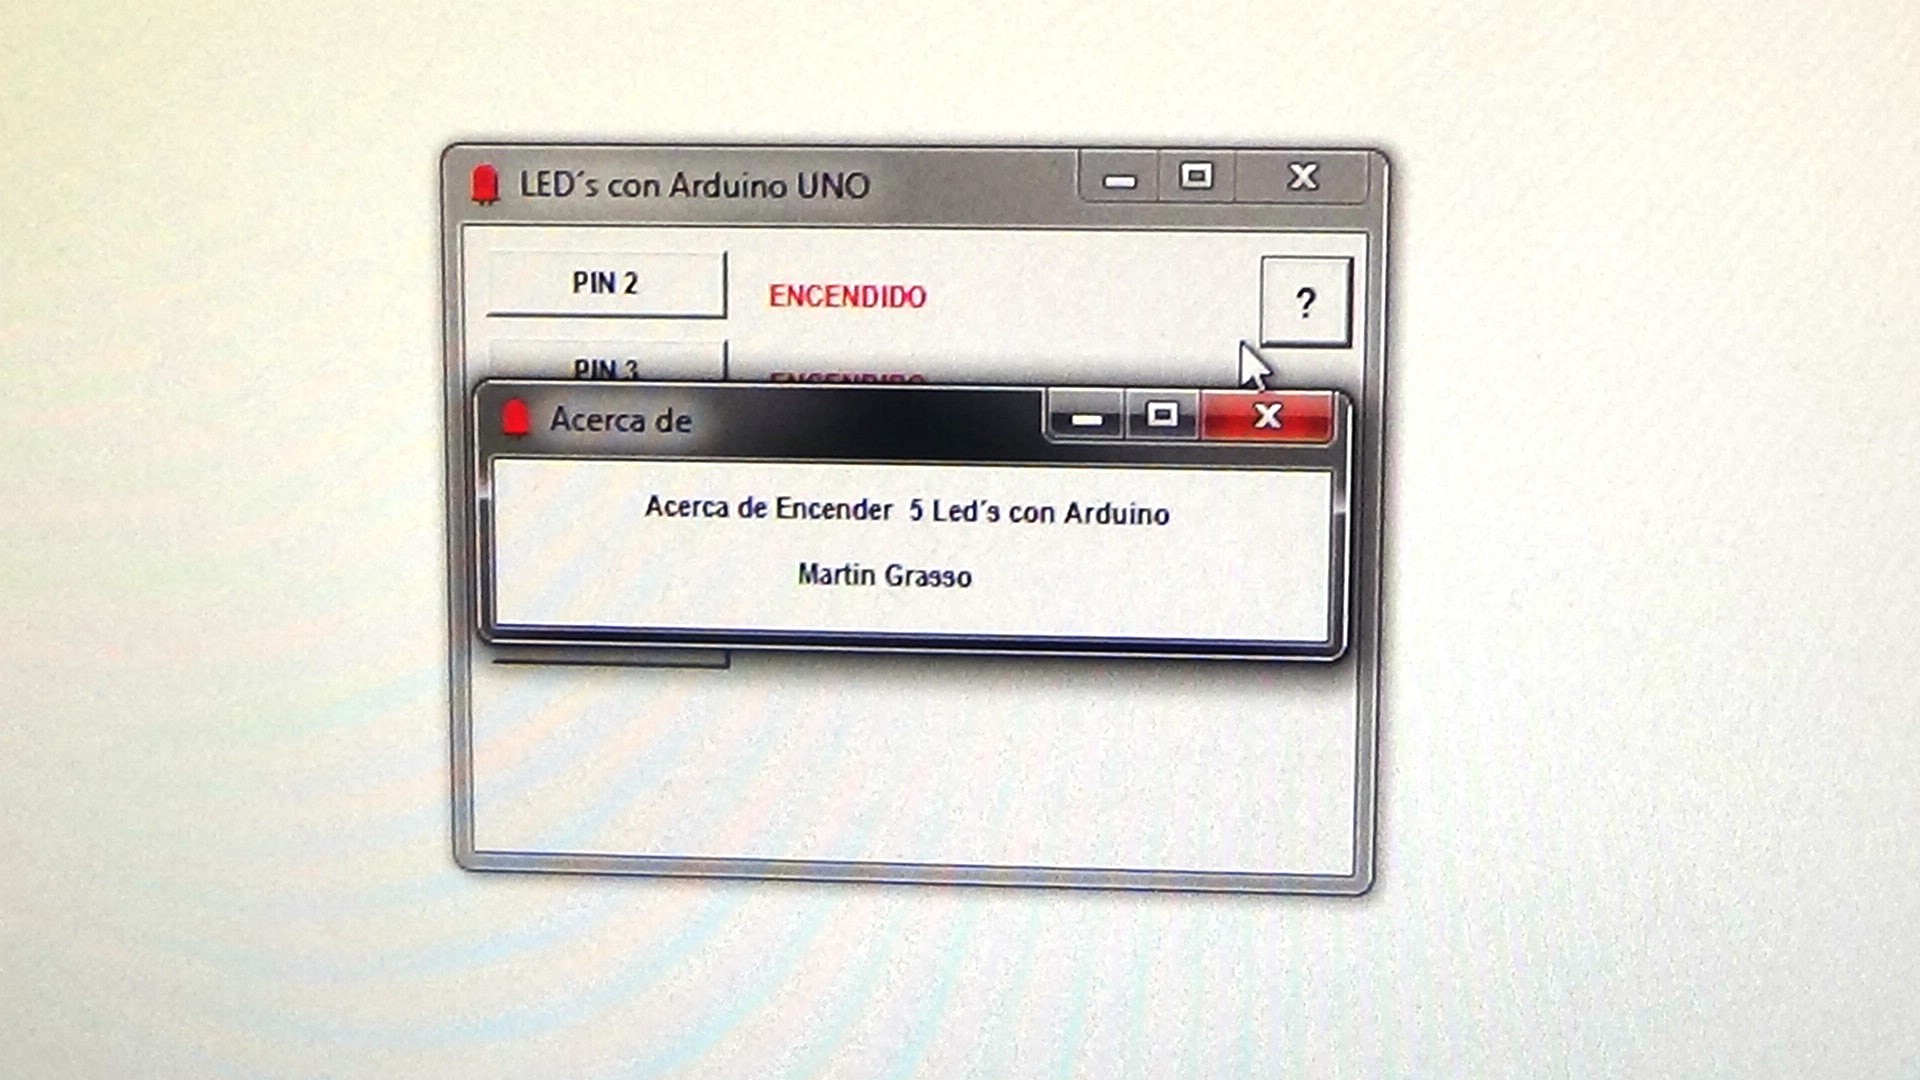 LED´s con Arduino UNO
PIN 2
ENCENDIDO
?
PIN 3
ENCENDIDO
Acerca de
Acerca de Encender 5 Led´s con Arduino
Martin Grasso